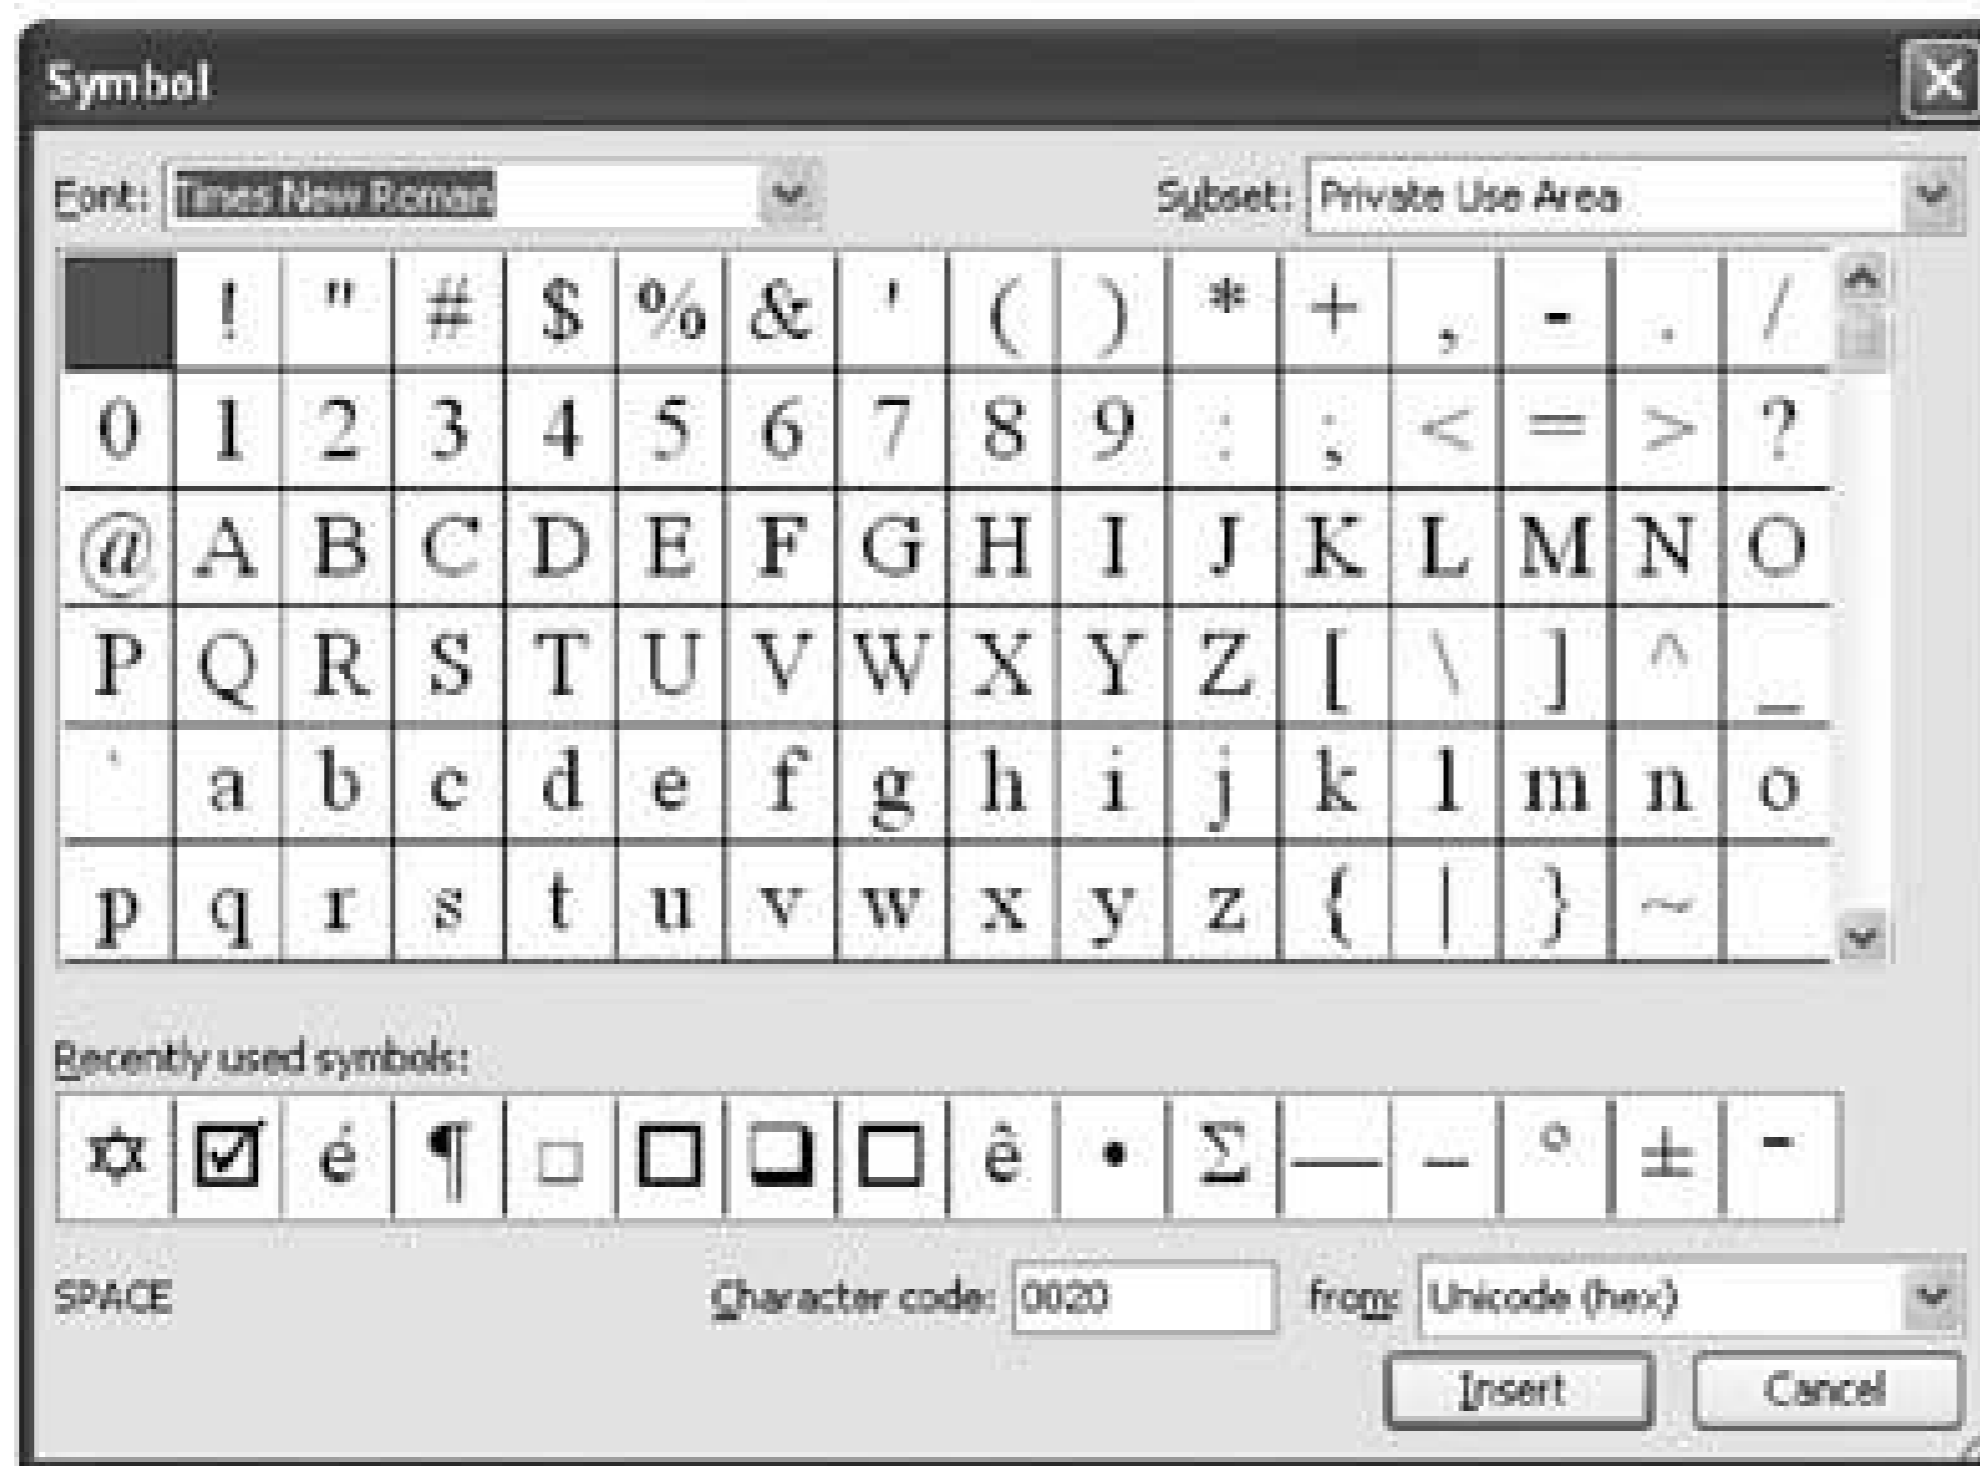 Symbol
Font: Times New Roman Subset: Private Use Area
! " # $ % & ' ( ) * + , - . /
0 1 2 3 4 5 6 7 8 9 : ; < = > ?
@ A B C D E F G H I J K L M N O
P Q R S T U V W X Y Z [ \ ] ^ _
` a b c d e f g h i j k l m n o
p q r s t u v w x y z { | } ~
Recently used symbols:
✡ ☑ é ¶ □ □ ❑ □ ê • Σ — – ° ± -
SPACE Character code: 0020 from: Unicode (hex)
Insert Cancel